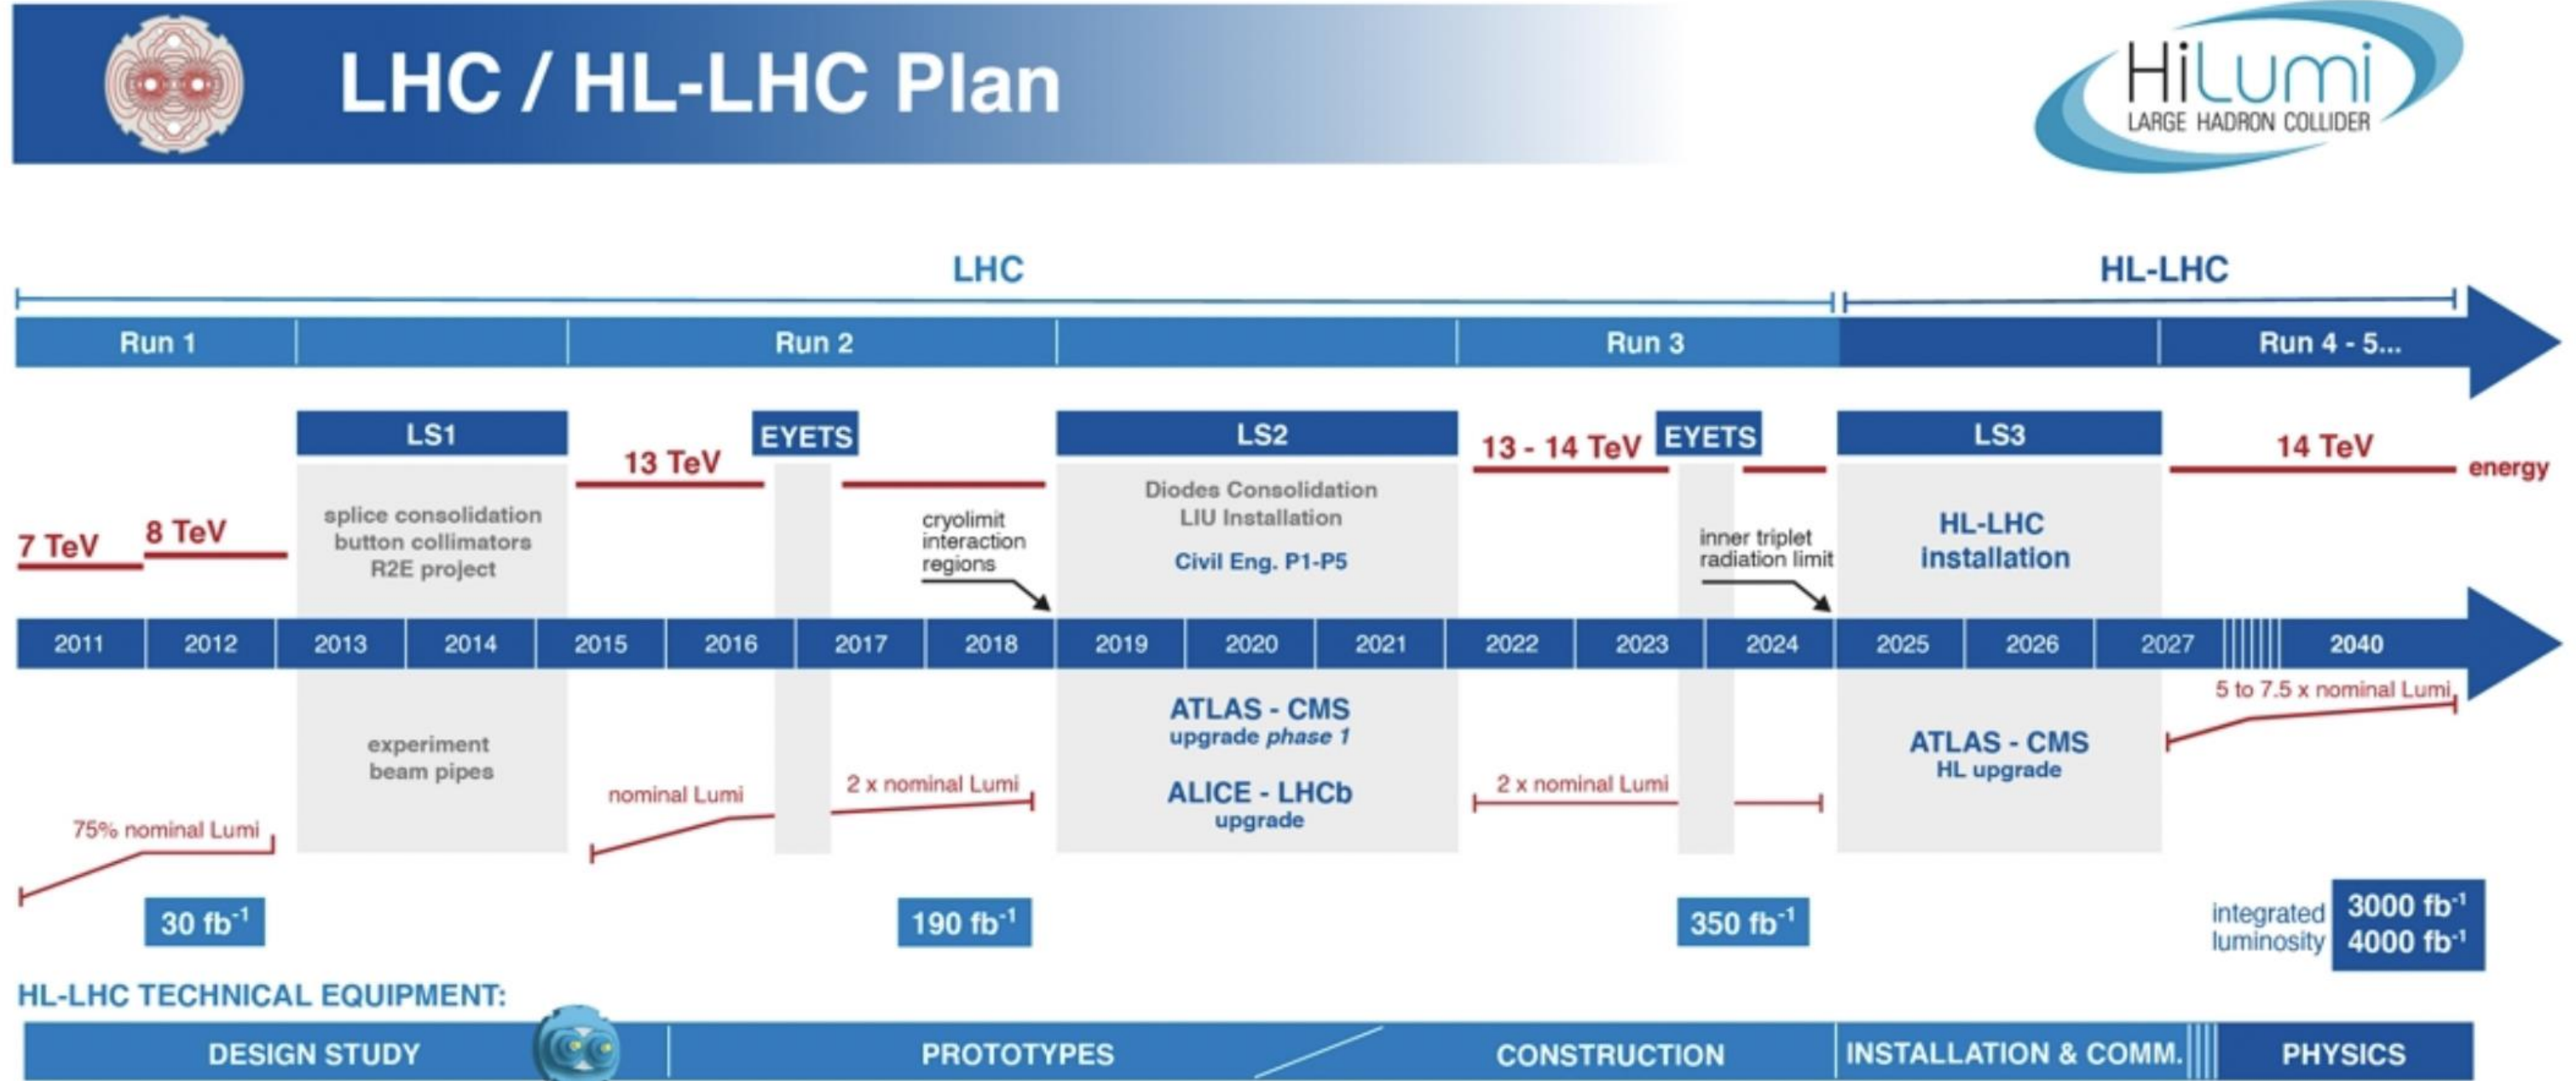 LHC / HL-LHC Plan
HiLumi
LARGE HADRON COLLIDER
LHC
HL-LHC
Run 1
Run 2
Run 3
Run 4 - 5...
LS1
EYETS
LS2
EYETS
LS3
7 TeV
8 TeV
13 TeV
13 - 14 TeV
14 TeV
energy
splice consolidation
button collimators
R2E project
cryolimit
interaction
regions
Diodes Consolidation
LIU Installation
Civil Eng. P1-P5
inner triplet
radiation limit
HL-LHC
installation
2011
2012
2013
2014
2015
2016
2017
2018
2019
2020
2021
2022
2023
2024
2025
2026
2027
2040
75% nominal Lumi
experiment
beam pipes
nominal Lumi
2 x nominal Lumi
ATLAS - CMS
upgrade phase 1
ALICE - LHCb
upgrade
2 x nominal Lumi
ATLAS - CMS
HL upgrade
5 to 7.5 x nominal Lumi
30 fb⁻¹
190 fb⁻¹
350 fb⁻¹
integrated
luminosity
3000 fb⁻¹
4000 fb⁻¹
HL-LHC TECHNICAL EQUIPMENT:
DESIGN STUDY
PROTOTYPES
CONSTRUCTION
INSTALLATION & COMM.
PHYSICS